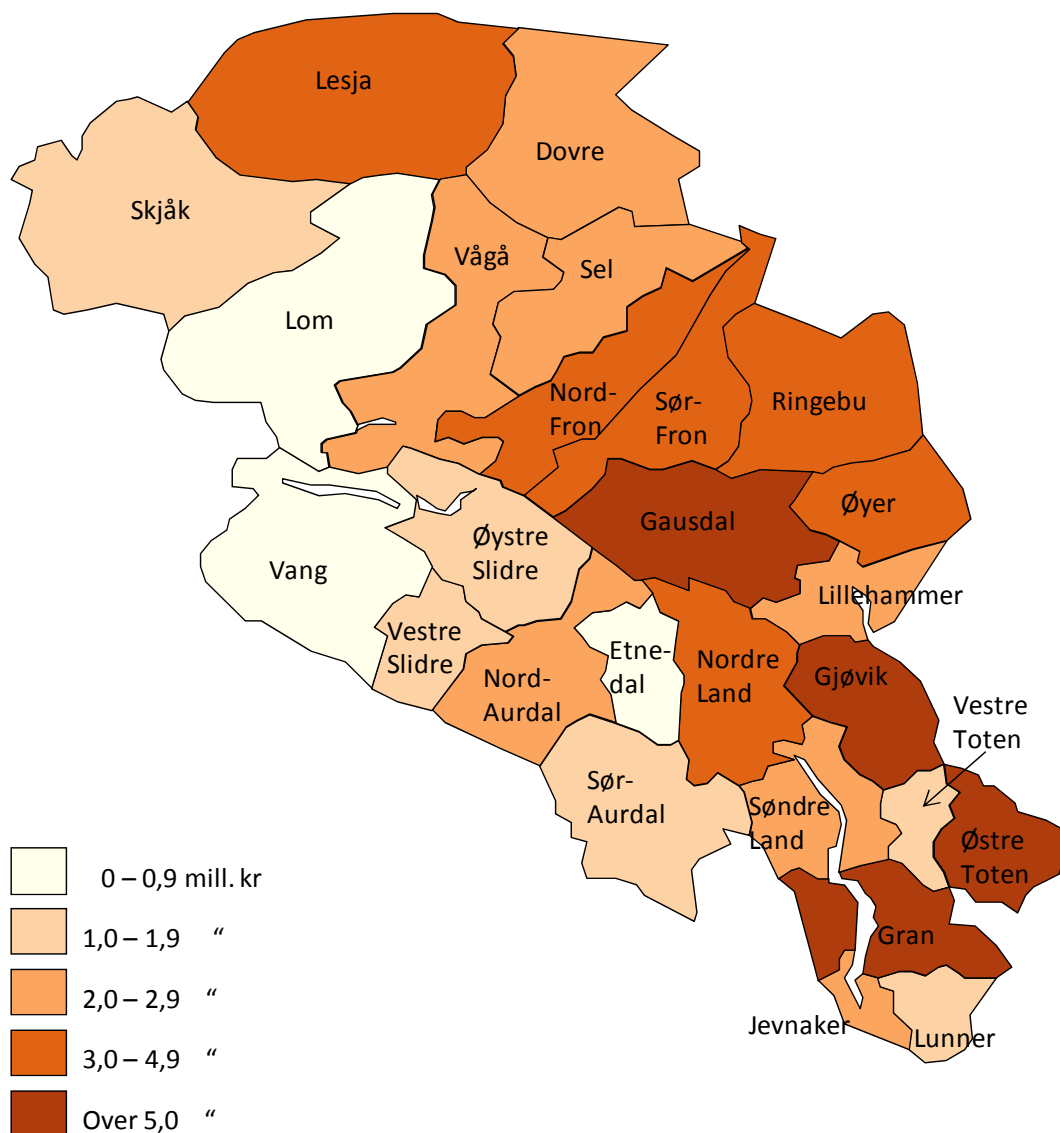 Lesja
Dovre
Skjåk
Vågå
Sel
Lom
Nord-
Fron
Sør-
Fron
Ringebu
Gausdal
Øyer
Øystre
Slidre
Vang
Lillehammer
Vestre
Slidre
Etne-
dal
Nordre
Land
Gjøvik
Nord-
Aurdal
Vestre
Toten
Sør-
Aurdal
Søndre
Land
Østre
Toten
Gran
Jevnaker
Lunner
0 – 0,9 mill. kr
1,0 – 1,9 “
2,0 – 2,9 “
3,0 – 4,9 “
Over 5,0 “